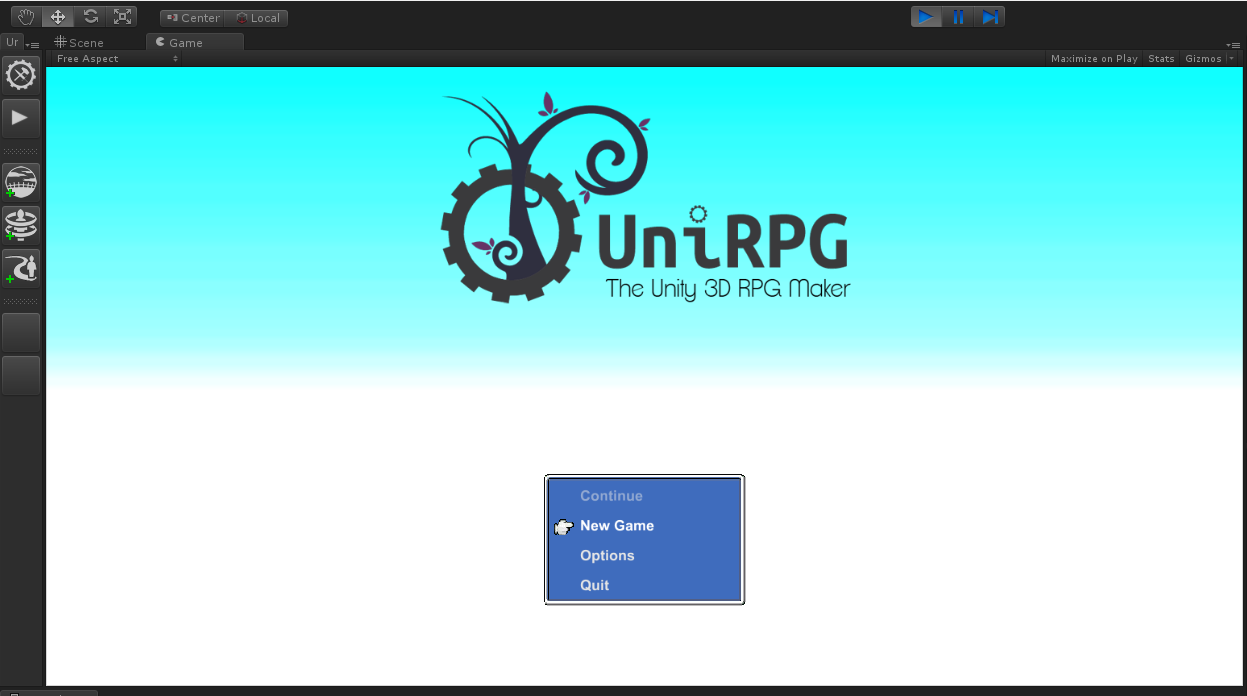 Center Local
Ur
Scene
Game
Free Aspect
Maximize on Play Stats Gizmos
UniRPG
The Unity 3D RPG Maker
Continue
New Game
Options
Quit